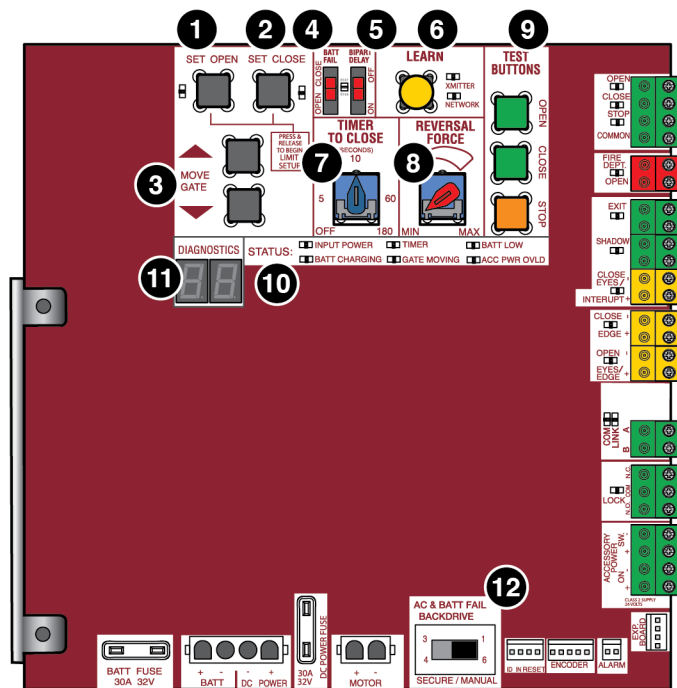 1
2
4
5
6
9
SET OPEN
SET CLOSE
BATT
FAIL
BIPART
DELAY
OPEN CLOSE
ON OFF
LEARN
XMITTER
NETWORK
TEST
BUTTONS
OPEN
CLOSE
STOP
PRESS &
RELEASE
TO BEGIN
LIMIT
SETUP
3
MOVE
GATE
TIMER
TO CLOSE
(SECONDS)
7
10
5
60
OFF
180
REVERSAL
FORCE
8
MIN
MAX
11
DIAGNOSTICS
88
10
STATUS:
INPUT POWER
TIMER
BATT LOW
BATT CHARGING
GATE MOVING
ACC PWR OVLD
OPEN
CLOSE
STOP
COMMON
FIRE
DEPT.
OPEN
EXIT
SHADOW
CLOSE -
EYES/
INTERUPT +
CLOSE -
EDGE +
OPEN -
EYES/
EDGE +
COM
LINK
A
B
LOCK
N.C.
COM
N.O.
ACCESSORY
POWER
ON SW.
+ - + -
CLASS 2 SUPPLY
24 VOLTS
12
AC & BATT FAIL
BACKDRIVE
3
1
4
6
SECURE / MANUAL
BATT FUSE
30A 32V
+ - - +
BATT
DC POWER
DC POWER FUSE
30A
32V
+ -
MOTOR
ID IN RESET
ENCODER
ALARM
EXP.
BOARD